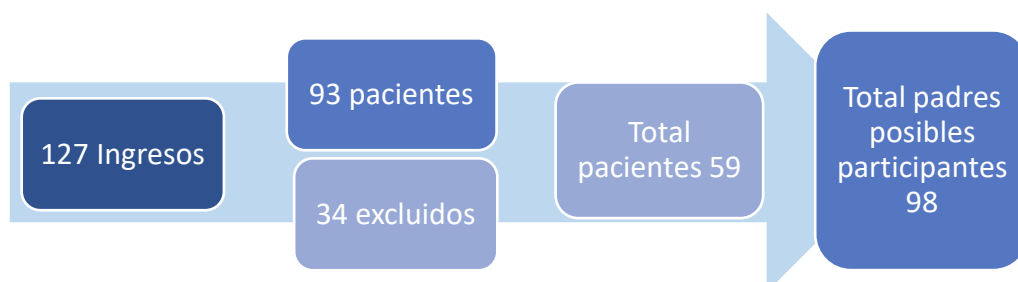 127 Ingresos
93 pacientes
34 excluidos
Total
pacientes 59
Total padres
posibles
participantes
98